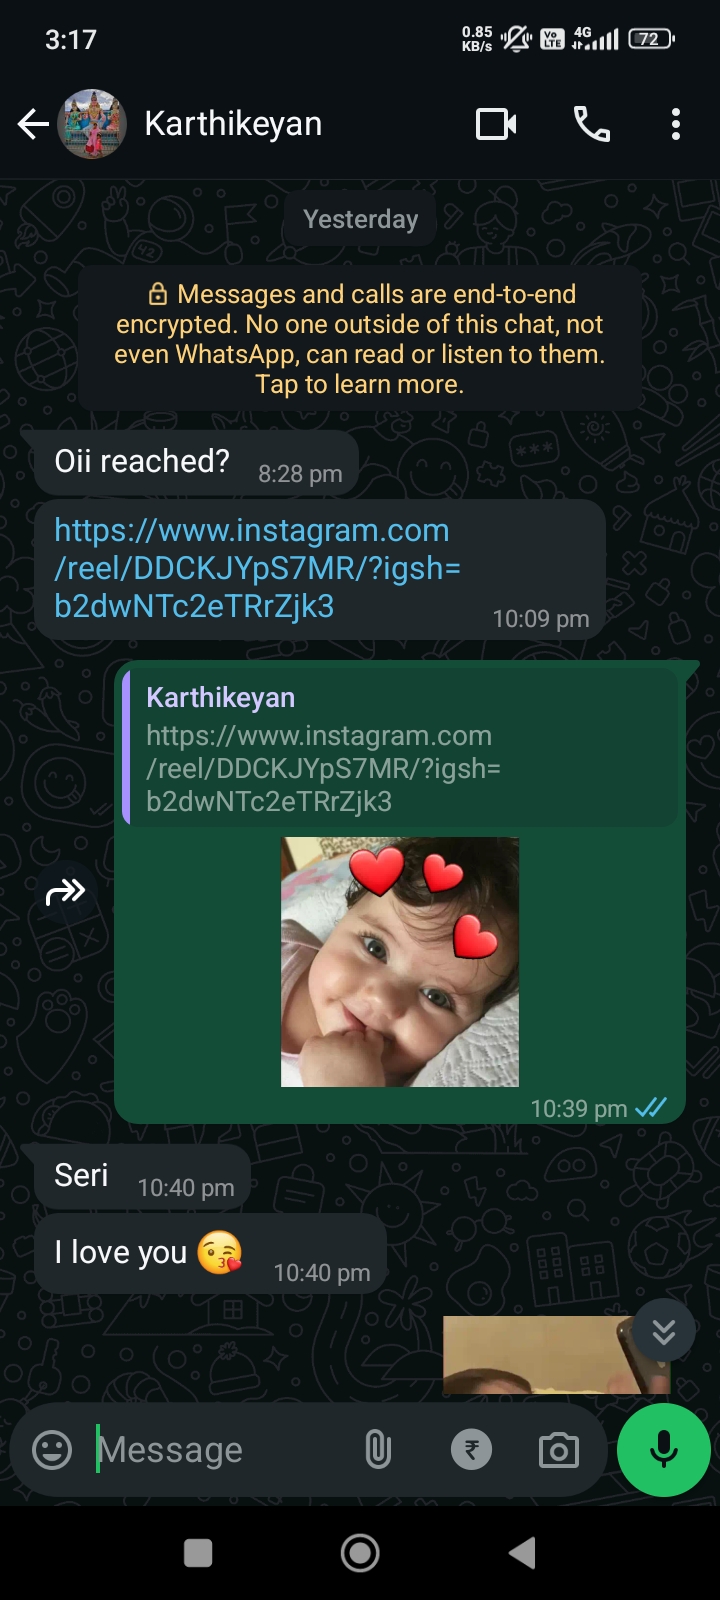 3:17
0.85
KB/s
Vo
LTE
4G
72
Karthikeyan
Yesterday
Messages and calls are end-to-end
encrypted. No one outside of this chat, not
even WhatsApp, can read or listen to them.
Tap to learn more.
Oii reached?
8:28 pm
https://www.instagram.com
/reel/DDCKJYpS7MR/?igsh=
b2dwNTc2eTRrZjk3
10:09 pm
Karthikeyan
https://www.instagram.com
/reel/DDCKJYpS7MR/?igsh=
b2dwNTc2eTRrZjk3
10:39 pm
Seri
10:40 pm
I love you 😘
10:40 pm
Message
₹